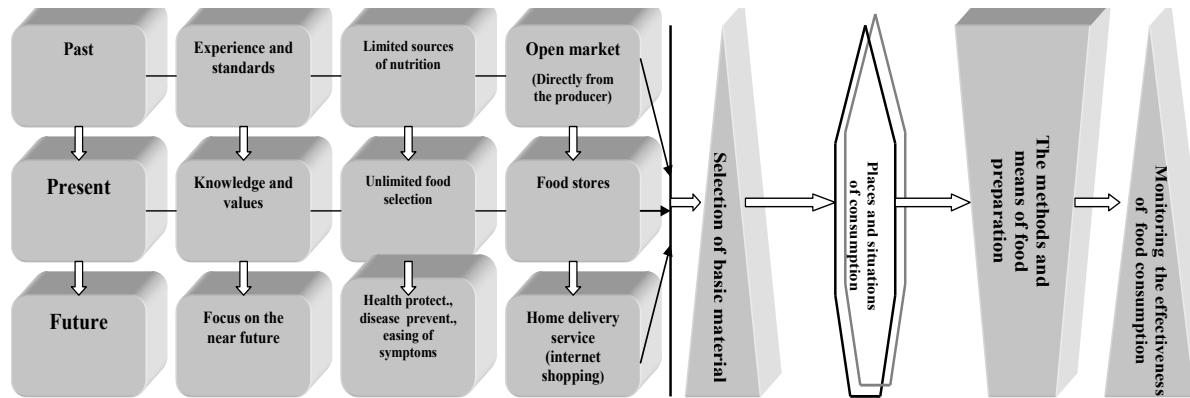 Past
Experience and
standards
Limited sources
of nutrition
Open market
(Directly from
the producer)
Present
Knowledge and
values
Unlimited food
selection
Food stores
Future
Focus on the
near future
Health protect.,
disease prevent.,
easing of
symptoms
Home delivery
service
(internet
shopping)
Selection of basic material
Places and situations
of consumption
The methods and
means of food
preparation
Monitoring the effectiveness
of food consumption